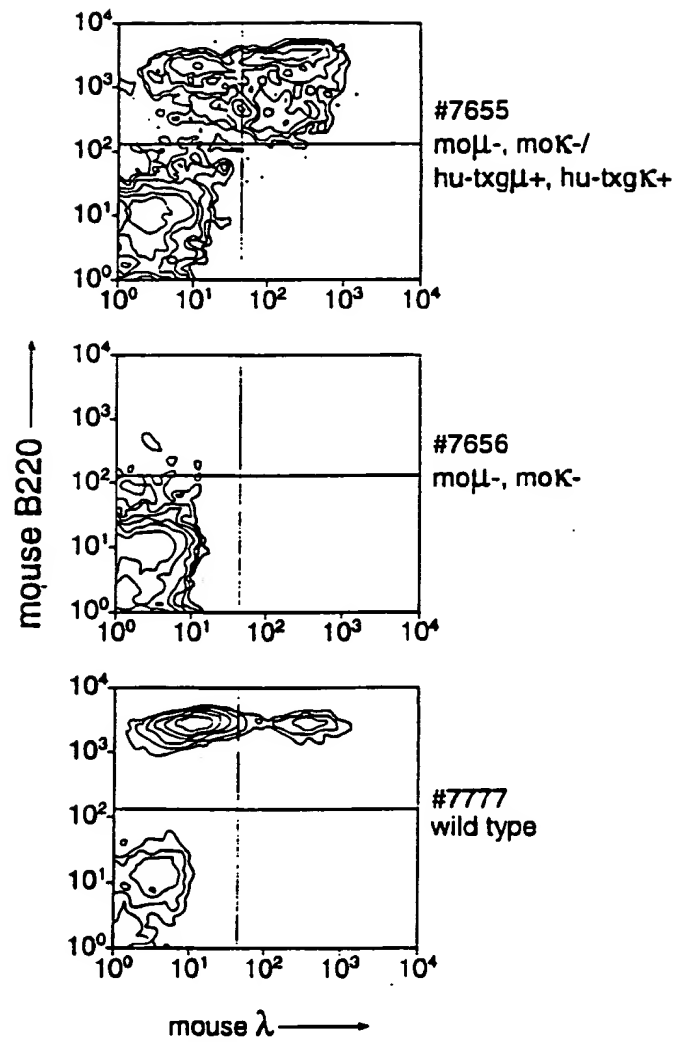 10⁴
10³
10²
10¹
10⁰
10⁰ 10¹ 10² 10³ 10⁴
#7655
moμ-, moκ-/
hu-txgμ+, hu-txgκ+
10⁴
10³
10²
10¹
10⁰
10⁰ 10¹ 10² 10³ 10⁴
#7656
moμ-, moκ-
10⁴
10³
10²
10¹
10⁰
10⁰ 10¹ 10² 10³ 10⁴
#7777
wild type
mouse B220
mouse λ